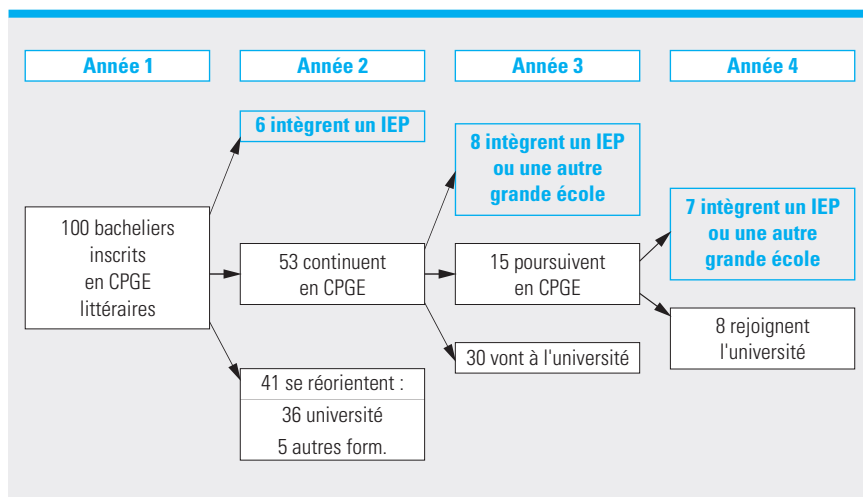 Année 1
Année 2
Année 3
Année 4
100 bacheliers
inscrits
en CPGE
littéraires
6 intègrent un IEP
53 continuent
en CPGE
41 se réorientent :
36 université
5 autres form.
8 intègrent un IEP
ou une autre
grande école
15 poursuivent
en CPGE
30 vont à l'université
7 intègrent un IEP
ou une autre
grande école
8 rejoignent
l'université